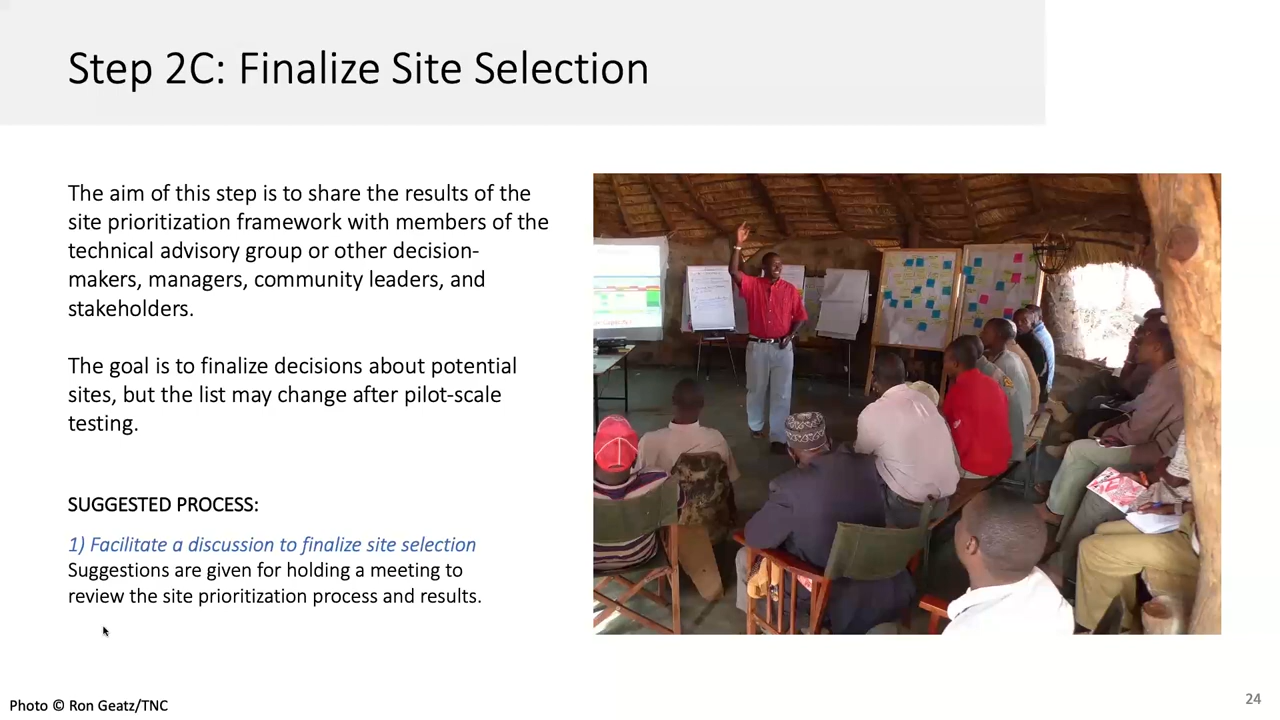 Step 2C: Finalize Site Selection
The aim of this step is to share the results of the
site prioritization framework with members of the
technical advisory group or other decision-
makers, managers, community leaders, and
stakeholders.
The goal is to finalize decisions about potential
sites, but the list may change after pilot-scale
testing.
SUGGESTED PROCESS:
1) Facilitate a discussion to finalize site selection
Suggestions are given for holding a meeting to
review the site prioritization process and results.
Photo © Ron Geatz/TNC
24